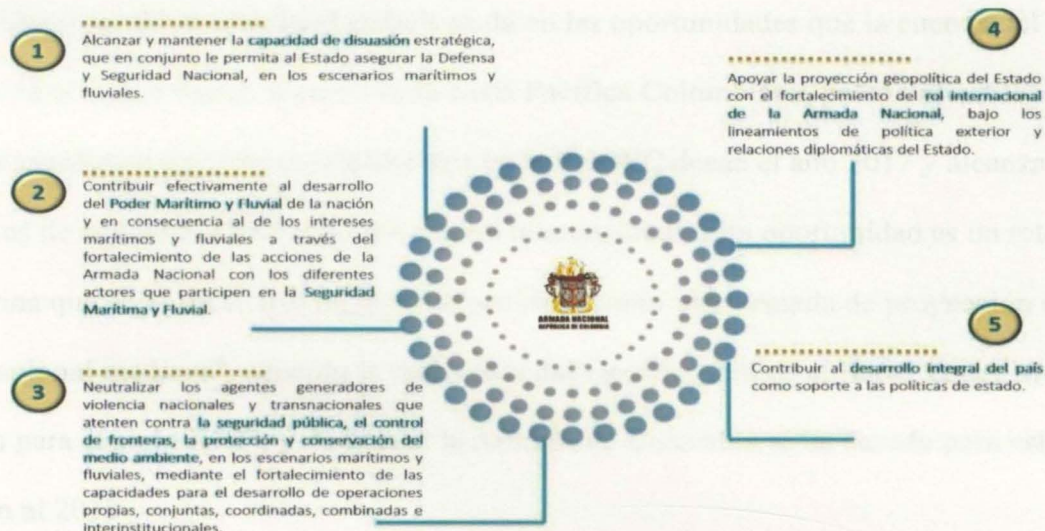 1
Alcanzar y mantener la capacidad de disuasión estratégica,
que en conjunto le permita al Estado asegurar la Defensa
y Seguridad Nacional, en los escenarios marítimos y
fluviales.
2
Contribuir efectivamente al desarrollo
del Poder Marítimo y Fluvial de la nación
y en consecuencia al de los intereses
marítimos y fluviales a través del
fortalecimiento de las acciones de la
Armada Nacional con los diferentes
actores que participen en la Seguridad
Marítima y Fluvial.
3
Neutralizar los agentes generadores de
violencia nacionales y transnacionales que
atenten contra la seguridad pública, el control
de fronteras, la protección y conservación del
medio ambiente, en los escenarios marítimos y
fluviales, mediante el fortalecimiento de las
capacidades para el desarrollo de operaciones
propias, conjuntas, coordinadas, combinadas e
interinstitucionales.
ARMADA NACIONAL
REPÚBLICA DE COLOMBIA
4
Apoyar la proyección geopolítica del Estado
con el fortalecimiento del rol internacional
de la Armada Nacional, bajo los
lineamientos de política exterior y
relaciones diplomáticas del Estado.
5
Contribuir al desarrollo integral del país
como soporte a las políticas de estado.